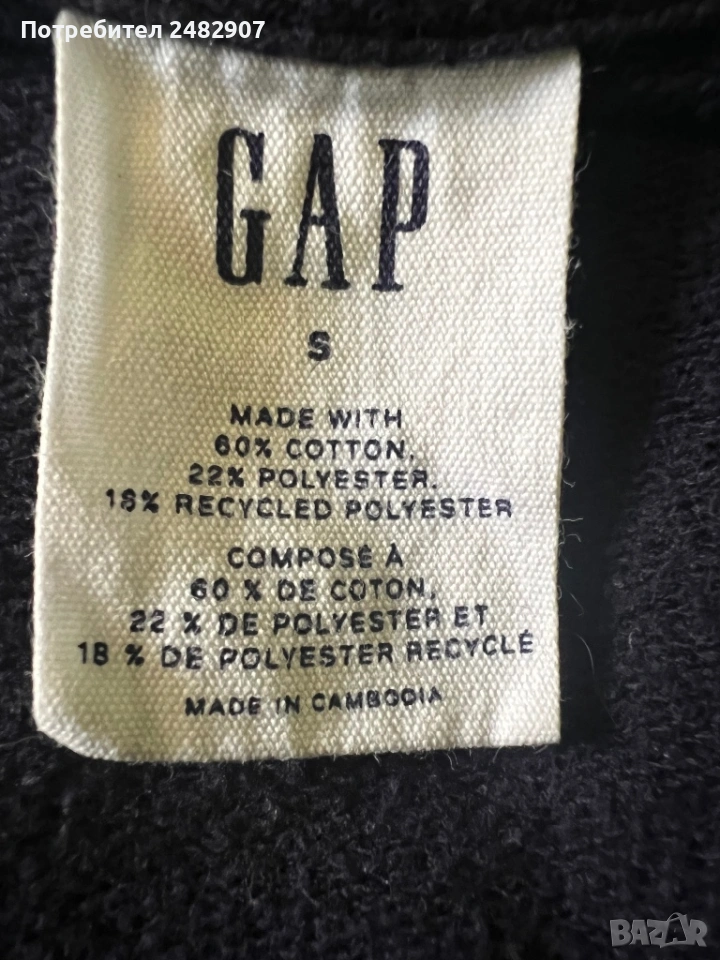 Потребител 2482907
GAP
S
MADE WITH
60% COTTON,
22% POLYESTER,
18% RECYCLED POLYESTER
COMPOSÉ À
60 % DE COTON,
22 % DE POLYESTER ET
18 % DE POLYESTER RECYCLÉ
MADE IN CAMBODIA
BAZAR